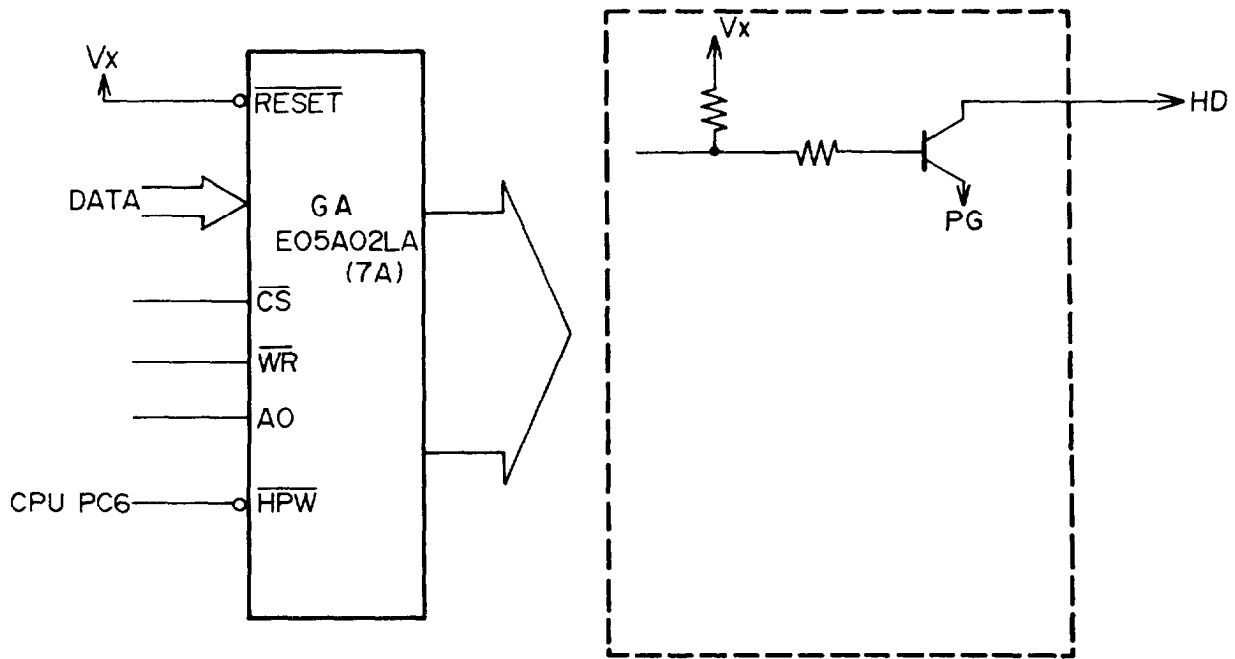 Vx
RESET
DATA
GA
E05A02LA
(7A)
CS
WR
A0
CPU PC6
HPW
Vx
HD
PG